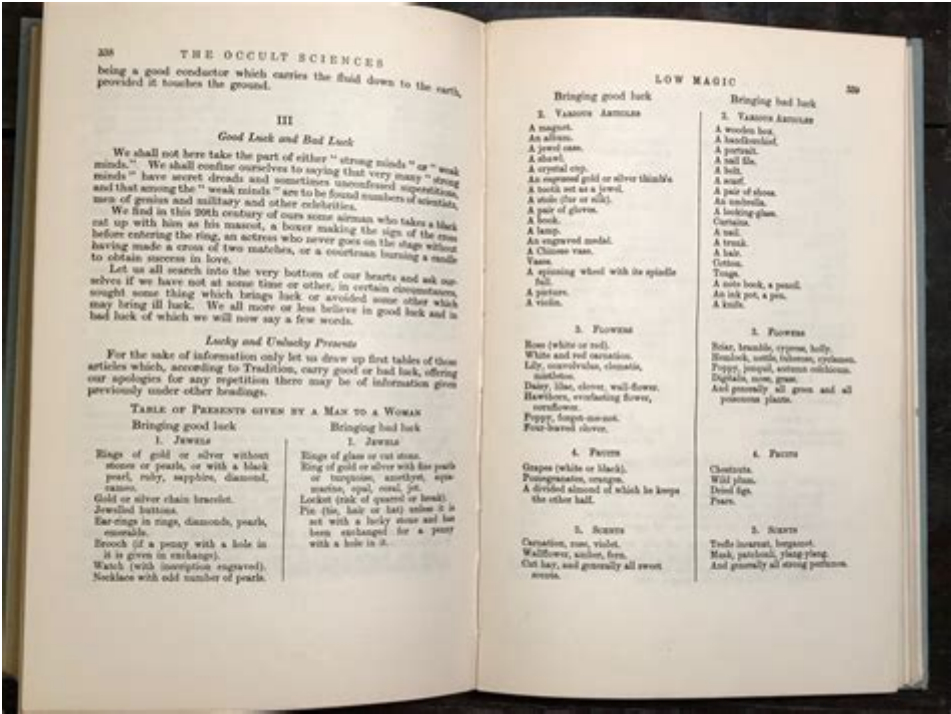 338
THE OCCULT SCIENCES
being a good conductor which carries the fluid down to the earth,
provided it touches the ground.
III
Good Luck and Bad Luck
We shall not here take the part of either "strong minds" or "weak
minds." We shall confine ourselves to saying that very many "strong
minds" have secret dreads and sometimes unconfessed superstitions,
and that among the "weak minds" are to be found numbers of scientists,
men of genius and military and other celebrities.
We find in this 20th century of ours some airman who takes a black
cat up with him as his mascot, a boxer making the sign of the cross
before entering the ring, an actress who never goes on the stage without
having made a cross of two matches, or a courtesan burning a candle
to obtain success in love.
Let us all search into the very bottom of our hearts and ask our-
selves if we have not at some time or other, in certain circumstances,
sought some thing which brings luck or avoided some other which
may bring ill luck. We all more or less believe in good luck and in
bad luck of which we will now say a few words.
Lucky and Unlucky Presents
For the sake of information only let us draw up first tables of those
articles which, according to Tradition, carry good or bad luck, offering
our apologies for any repetition there may be of information given
previously under other headings.
TABLE OF PRESENTS GIVEN BY A MAN TO A WOMAN
Bringing good luck
1. JEWELS
Rings of gold or silver without
stones or pearls, or with a black
pearl, ruby, sapphire, diamond,
cameo.
Gold or silver chain bracelet.
Jewelled buttons.
Ear-rings in rings, diamonds, pearls,
emeralds.
Brooch (if a penny with a hole in
it is given in exchange).
Watch (with inscription engraved).
Necklace with odd number of pearls.
Bringing bad luck
1. JEWELS
Rings of glass or cut stone.
Ring of gold or silver with fine pearls
or turquoise, amethyst, aqua-
marine, opal, coral, jet.
Locket (risk of quarrel or break).
Pin (tie, hair or hat) unless it is
set with a lucky stone and has
been exchanged for a penny
with a hole in it.
LOW MAGIC
339
Bringing good luck
2. VARIOUS ARTICLES
A magnet.
An album.
A jewel case.
A shawl.
A crystal cup.
An engraved gold or silver thimble
A tooth set as a jewel.
A stole (fur or silk).
A pair of gloves.
A book.
A lamp.
An engraved medal.
A Chinese vase.
Vases.
A spinning wheel with its spindle
full.
A picture.
A violin.
3. FLOWERS
Rose (white or red).
White and red carnation.
Lily, convolvulus, clematis,
mistletoe.
Daisy, lilac, clover, wall-flower.
Hawthorn, everlasting flower,
cornflower.
Poppy, forget-me-not.
Four-leaved clover.
4. FRUITS
Grapes (white or black).
Pomegranates, oranges.
A divided almond of which he keeps
the other half.
5. SCENTS
Carnation, rose, violet.
Wallflower, amber, fern.
Cut hay, and generally all sweet
scents.
Bringing bad luck
2. VARIOUS ARTICLES
A wooden box.
A handkerchief.
A portrait.
A nail file.
A belt.
A scarf.
A pair of shoes.
An umbrella.
A looking-glass.
Curtains.
A nail.
A trunk.
A hair.
Cotton.
Tongs.
A note book, a pencil.
An ink pot, a pen.
A knife.
3. FLOWERS
Briar, bramble, cypress, holly.
Hemlock, nettle, tuberose, cyclamen.
Poppy, jonquil, autumn colchicum.
Digitalis, moss, grass.
And generally all green and all
poisonous plants.
4. FRUITS
Chestnuts.
Wild plum.
Dried figs.
Pears.
5. SCENTS
Trefle incarnat, bergamot.
Musk, patchouli, ylang-ylang.
And generally all strong perfumes.